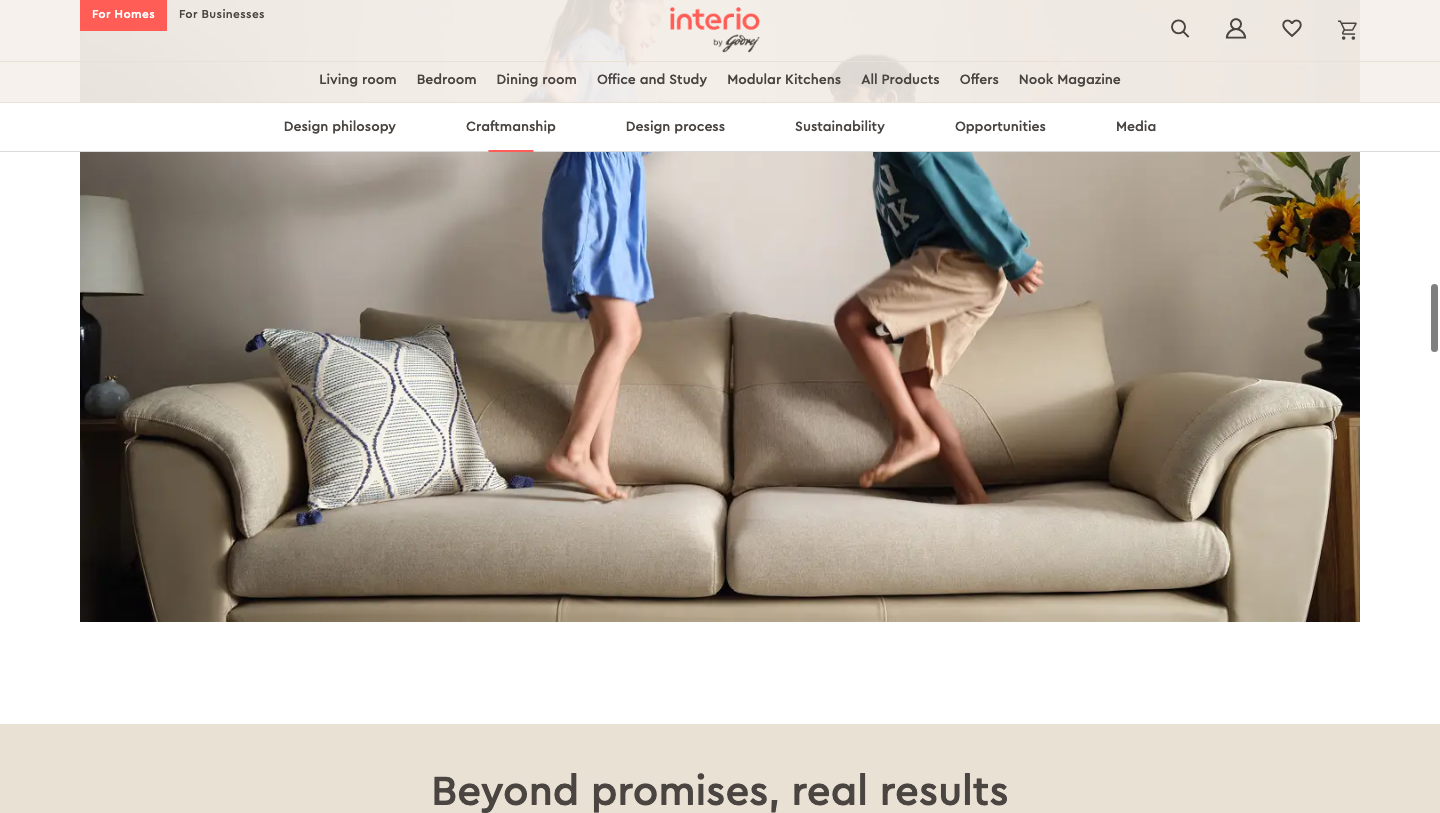 For Homes For Businesses
interio
by Godrej
Living room Bedroom Dining room Office and Study Modular Kitchens All Products Offers Nook Magazine
Design philosopy Craftmanship Design process Sustainability Opportunities Media
Beyond promises, real results